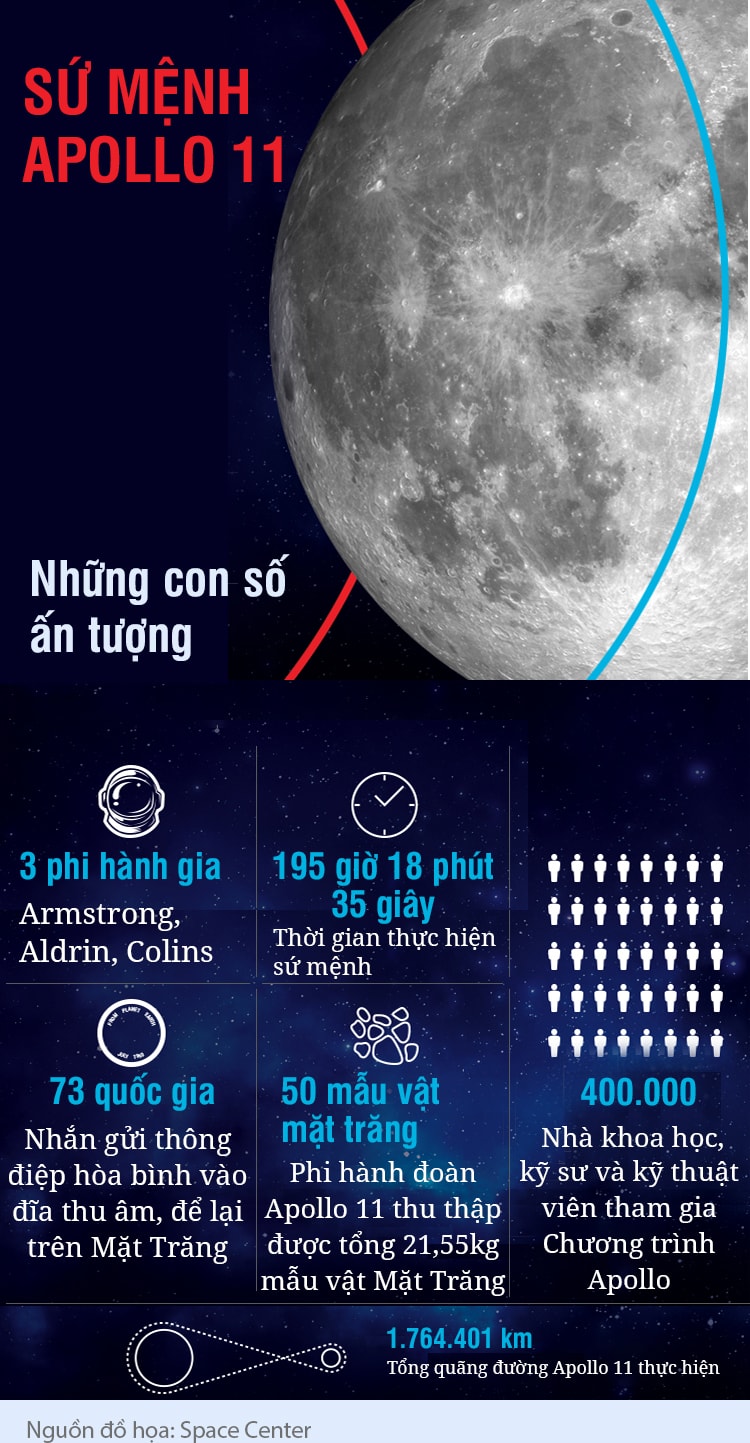 SỨ MỆNH
APOLLO 11
Những con số
ấn tượng
3 phi hành gia
Armstrong,
Aldrin, Colins
195 giờ 18 phút
35 giây
Thời gian thực hiện
sứ mệnh
FROM PLANET EARTH
JULY 1969
73 quốc gia
Nhắn gửi thông
điệp hòa bình vào
đĩa thu âm, để lại
trên Mặt Trăng
50 mẫu vật
mặt trăng
Phi hành đoàn
Apollo 11 thu thập
được tổng 21,55kg
mẫu vật Mặt Trăng
400.000
Nhà khoa học,
kỹ sư và kỹ thuật
viên tham gia
Chương trình
Apollo
1.764.401 km
Tổng quãng đường Apollo 11 thực hiện
Nguồn đồ họa: Space Center